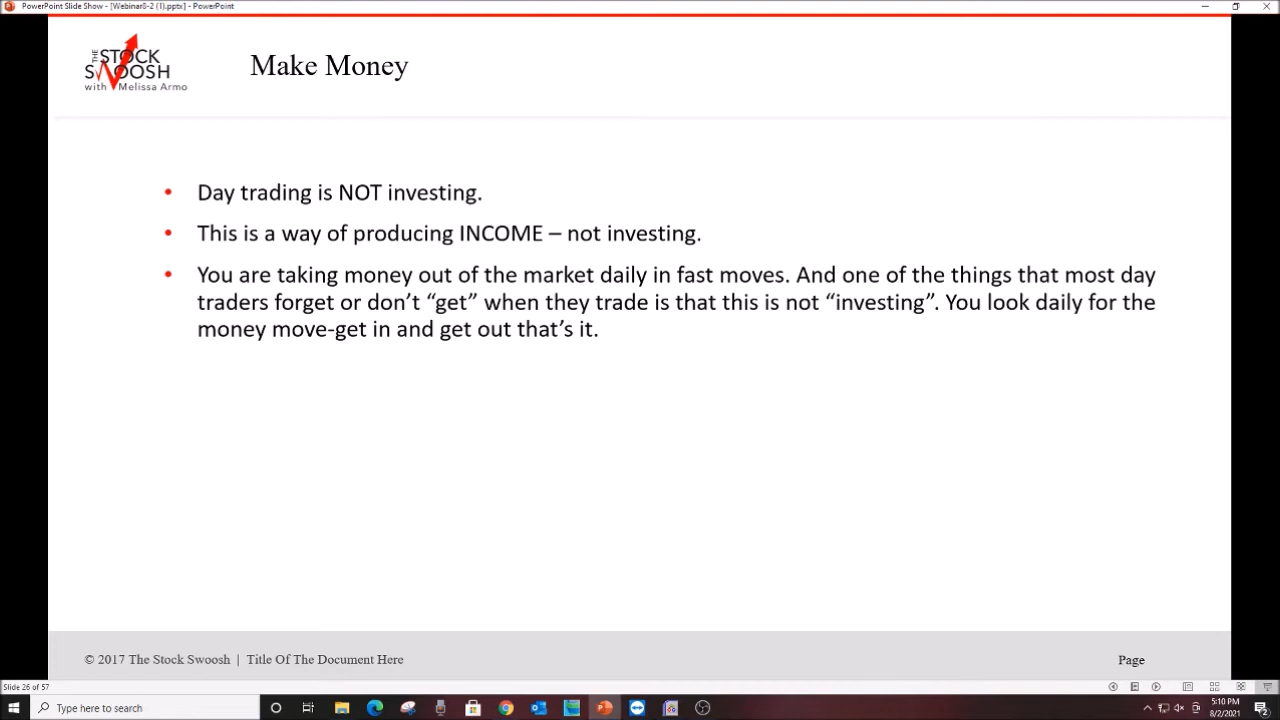 PowerPoint Slide Show - [Webinar8-2 (1).pptx] - PowerPoint
THE STOCK
SWOOSH
with Melissa Armo
Make Money
• Day trading is NOT investing.
• This is a way of producing INCOME – not investing.
• You are taking money out of the market daily in fast moves. And one of the things that most day
traders forget or don’t “get” when they trade is that this is not “investing”. You look daily for the
money move-get in and get out that’s it.
© 2017 The Stock Swoosh | Title Of The Document Here
Page
Slide 26 of 57
Type here to search
5:10 PM
8/2/2021
2